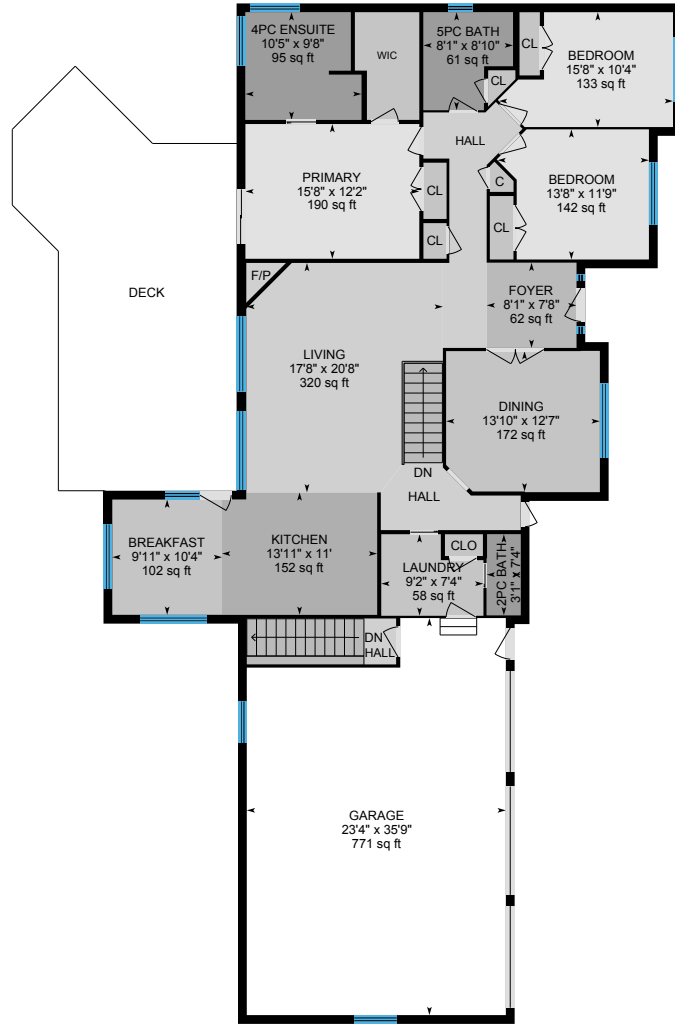 4PC ENSUITE
10'5" x 9'8"
95 sq ft
WIC
5PC BATH
8'1" x 8'10"
61 sq ft
CL
CL
BEDROOM
15'8" x 10'4"
133 sq ft
HALL
PRIMARY
15'8" x 12'2"
190 sq ft
CL
C
BEDROOM
13'8" x 11'9"
142 sq ft
CL
CL
F/P
FOYER
8'1" x 7'8"
62 sq ft
DECK
LIVING
17'8" x 20'8"
320 sq ft
DINING
13'10" x 12'7"
172 sq ft
DN
HALL
BREAKFAST
9'11" x 10'4"
102 sq ft
KITCHEN
13'11" x 11'
152 sq ft
CLO
LAUNDRY
9'2" x 7'4"
58 sq ft
2PC BATH
3'1" x 7'4"
DN
HALL
GARAGE
23'4" x 35'9"
771 sq ft